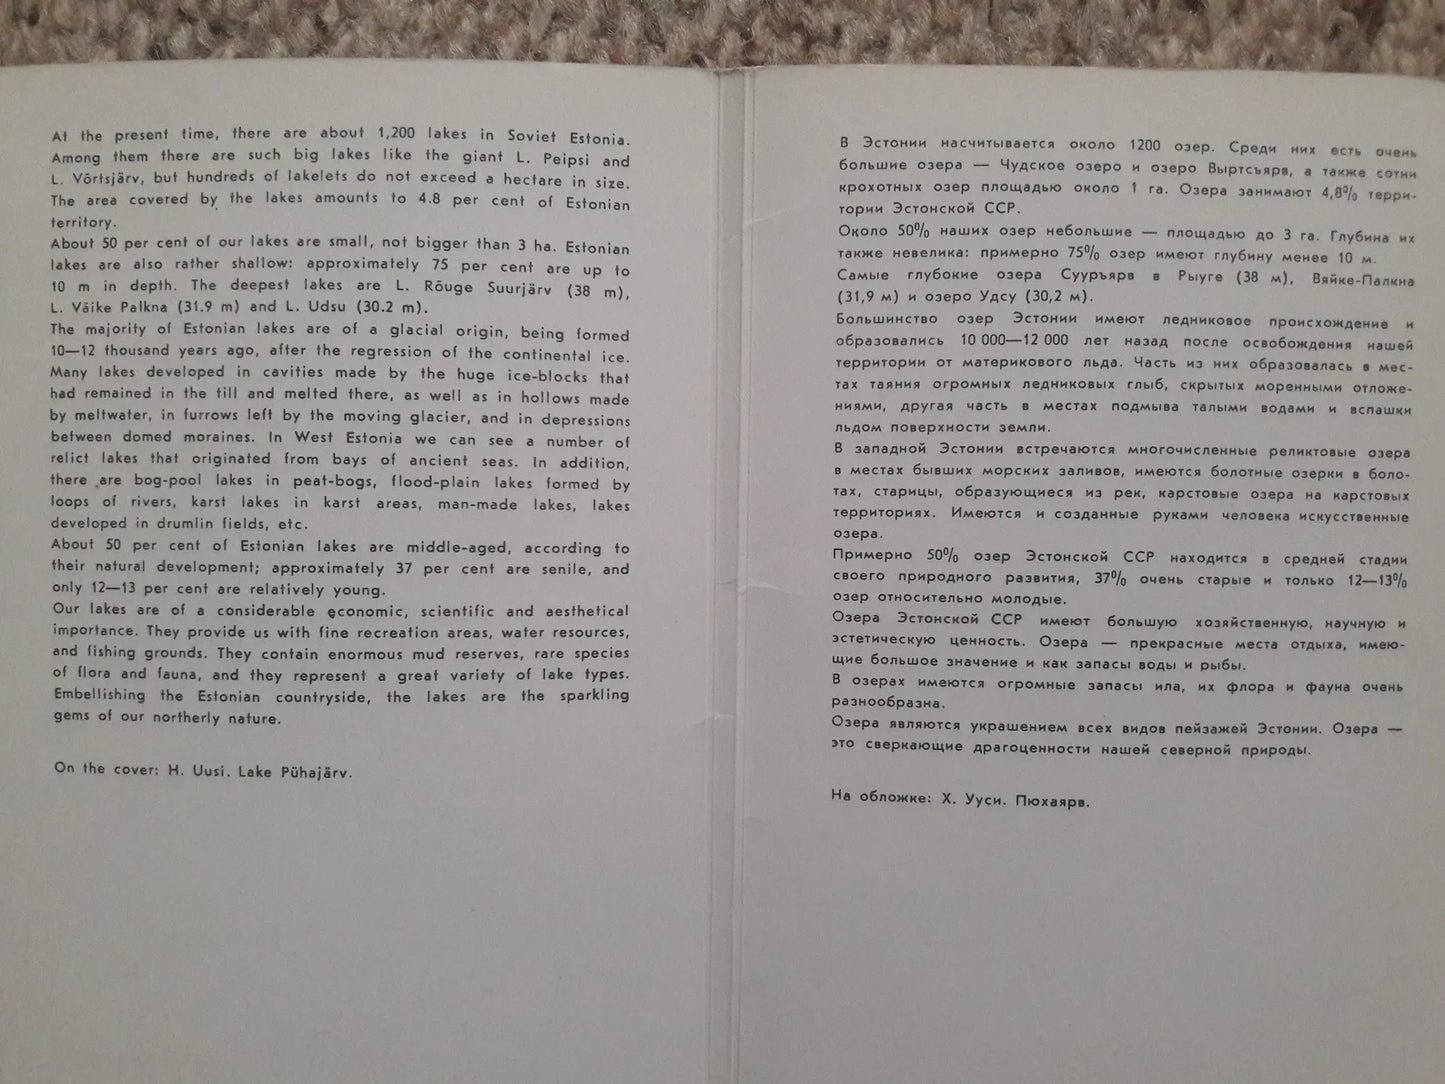 At the present time, there are about 1,200 lakes in Soviet Estonia.
Among them there are such big lakes like the giant L. Peipsi and
L. Võrtsjärv, but hundreds of lakelets do not exceed a hectare in size.
The area covered by the lakes amounts to 4.8 per cent of Estonian
territory.
About 50 per cent of our lakes are small, not bigger than 3 ha. Estonian
lakes are also rather shallow: approximately 75 per cent are up to
10 m in depth. The deepest lakes are L. Rõuge Suurjärv (38 m),
L. Väike Palkna (31.9 m) and L. Udsu (30.2 m).
The majority of Estonian lakes are of a glacial origin, being formed
10—12 thousand years ago, after the regression of the continental ice.
Many lakes developed in cavities made by the huge ice-blocks that
had remained in the till and melted there, as well as in hollows made
by meltwater, in furrows left by the moving glacier, and in depressions
between domed moraines. In West Estonia we can see a number of
relict lakes that originated from bays of ancient seas. In addition,
there are bog-pool lakes in peat-bogs, flood-plain lakes formed by
loops of rivers, karst lakes in karst areas, man-made lakes, lakes
developed in drumlin fields, etc.
About 50 per cent of Estonian lakes are middle-aged, according to
their natural development; approximately 37 per cent are senile, and
only 12—13 per cent are relatively young.
Our lakes are of a considerable economic, scientific and aesthetical
importance. They provide us with fine recreation areas, water resources,
and fishing grounds. They contain enormous mud reserves, rare species
of flora and fauna, and they represent a great variety of lake types.
Embellishing the Estonian countryside, the lakes are the sparkling
gems of our northerly nature.
On the cover: H. Uusi. Lake Pühajärv.
В Эстонии насчитывается около 1200 озер. Среди них есть очень
большие озера — Чудское озеро и озеро Выртсъярв, а также сотни
крохотных озер площадью около 1 га. Озера занимают 4,8% терри-
тории Эстонской ССР.
Около 50% наших озер небольшие — площадью до 3 га. Глубина их
также невелика: примерно 75% озер имеют глубину менее 10 м.
Самые глубокие озера Сууръярв в Рыуге (38 м), Вяйке-Палкна
(31,9 м) и озеро Удсу (30,2 м).
Большинство озер Эстонии имеют ледниковое происхождение и
образовались 10 000—12 000 лет назад после освобождения нашей
территории от материкового льда. Часть из них образовалась в мес-
тах таяния огромных ледниковых глыб, скрытых моренными отложе-
ниями, другая часть в местах подмыва талыми водами и вспашки
льдом поверхности земли.
В западной Эстонии встречаются многочисленные реликтовые озера
в местах бывших морских заливов, имеются болотные озерки в боло-
тах, старицы, образующиеся из рек, карстовые озера на карстовых
территориях. Имеются и созданные руками человека искусственные
озера.
Примерно 50% озер Эстонской ССР находится в средней стадии
своего природного развития, 37% очень старые и только 12—13%
озер относительно молодые.
Озера Эстонской ССР имеют большую хозяйственную, научную и
эстетическую ценность. Озера — прекрасные места отдыха, имею-
щие большое значение и как запасы воды и рыбы.
В озерах имеются огромные запасы ила, их флора и фауна очень
разнообразна.
Озера являются украшением всех видов пейзажей Эстонии. Озера —
это сверкающие драгоценности нашей северной природы.
На обложке: Х. Ууси. Пюхаярв.